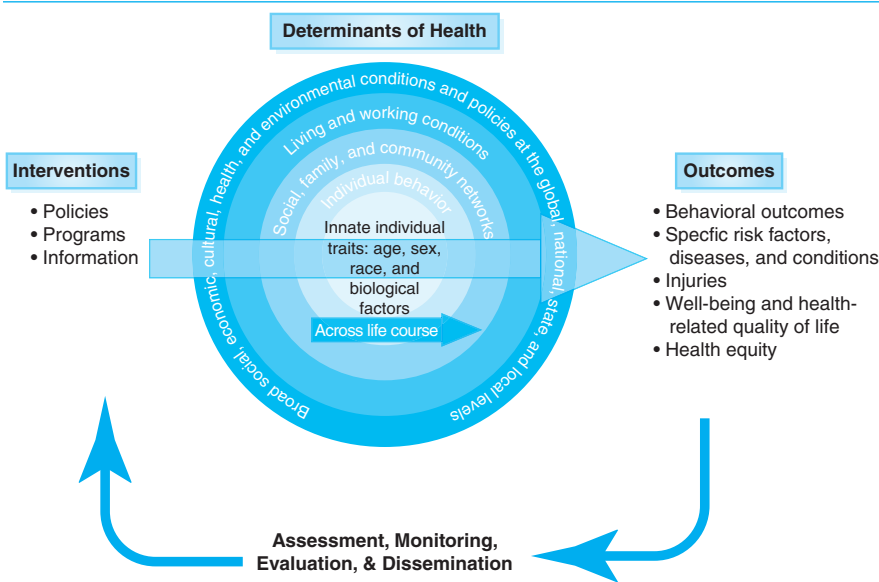 Determinants of Health
Broad social, economic, cultural, health, and environmental conditions and policies at the global, national, state, and local levels
Living and working conditions
Social, family, and community networks
Individual behavior
Innate individual
traits: age, sex,
race, and
biological
factors
Across life course
Interventions
• Policies
• Programs
• Information
Outcomes
• Behavioral outcomes
• Specfic risk factors,
diseases, and conditions
• Injuries
• Well-being and health-
related quality of life
• Health equity
Assessment, Monitoring,
Evaluation, & Dissemination